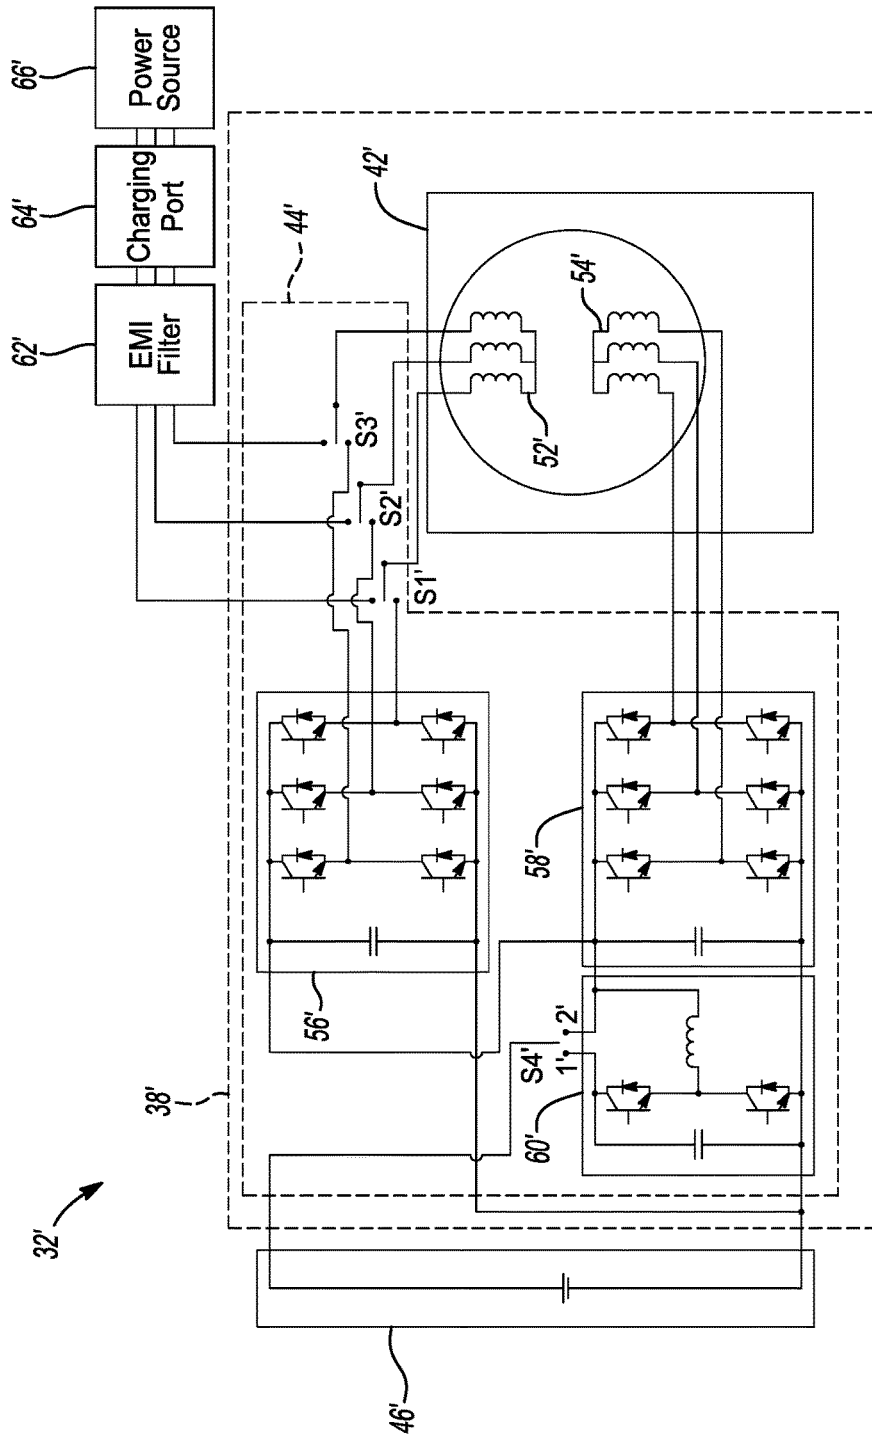 66'
Power
Source
64'
Charging
Port
62'
EMI
Filter
44'
42'
S3'
S2'
S1'
54'
52'
56'
58'
38'
S4'
1'
2'
60'
32'
46'